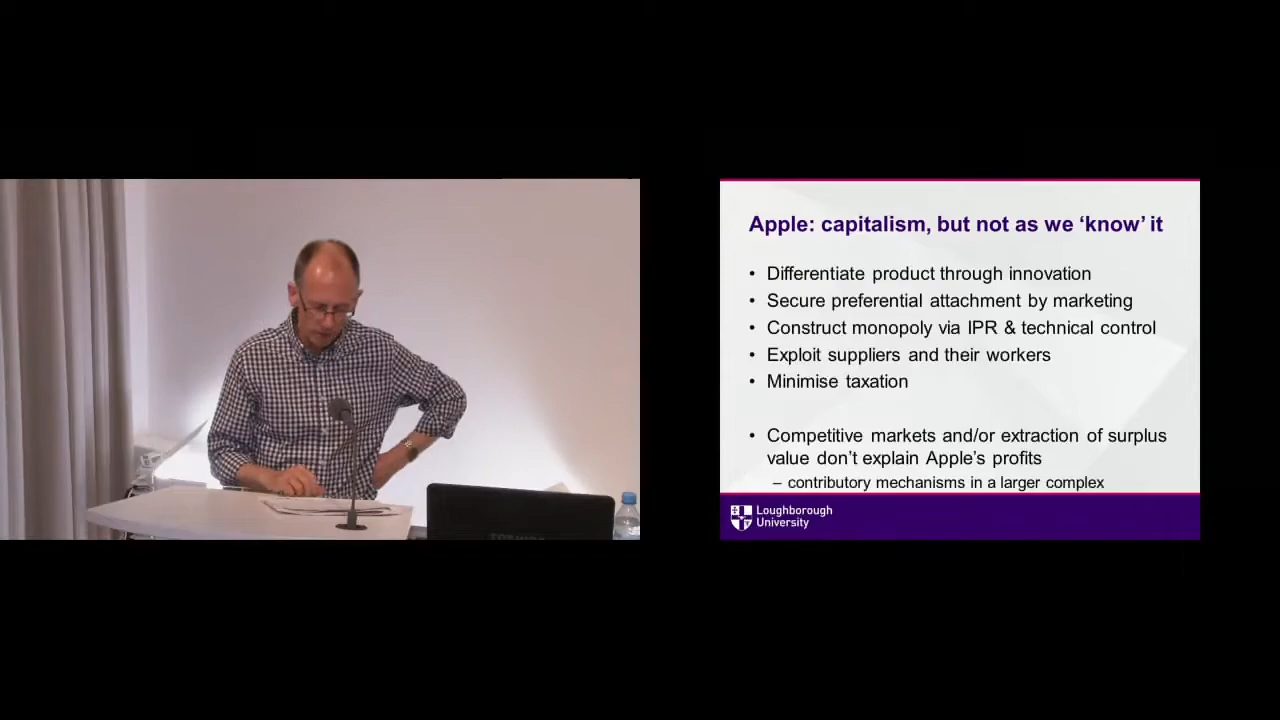 Apple: capitalism, but not as we ‘know’ it
• Differentiate product through innovation
• Secure preferential attachment by marketing
• Construct monopoly via IPR & technical control
• Exploit suppliers and their workers
• Minimise taxation
• Competitive markets and/or extraction of surplus
value don’t explain Apple’s profits
– contributory mechanisms in a larger complex
Loughborough
University
TOSHIBA